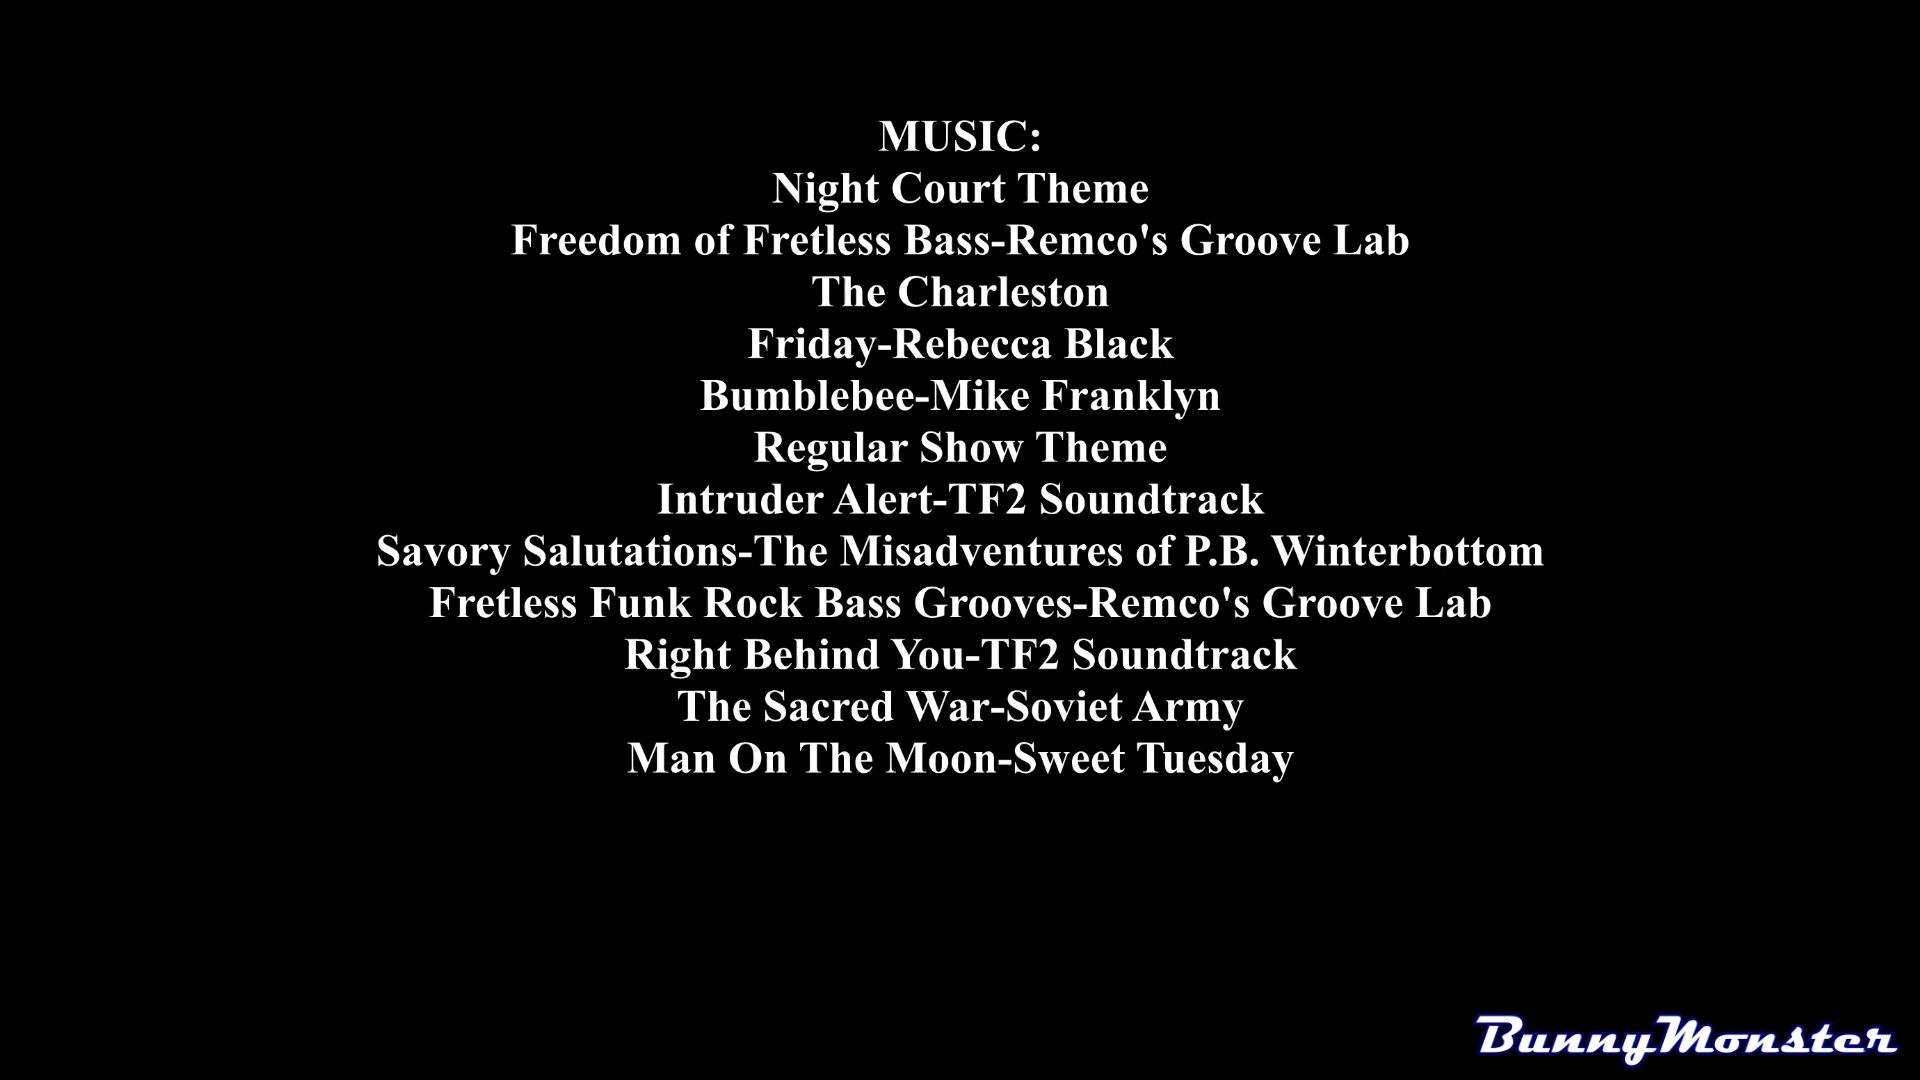 MUSIC:
Night Court Theme
Freedom of Fretless Bass-Remco's Groove Lab
The Charleston
Friday-Rebecca Black
Bumblebee-Mike Franklyn
Regular Show Theme
Intruder Alert-TF2 Soundtrack
Savory Salutations-The Misadventures of P.B. Winterbottom
Fretless Funk Rock Bass Grooves-Remco's Groove Lab
Right Behind You-TF2 Soundtrack
The Sacred War-Soviet Army
Man On The Moon-Sweet Tuesday
BunnyMonster